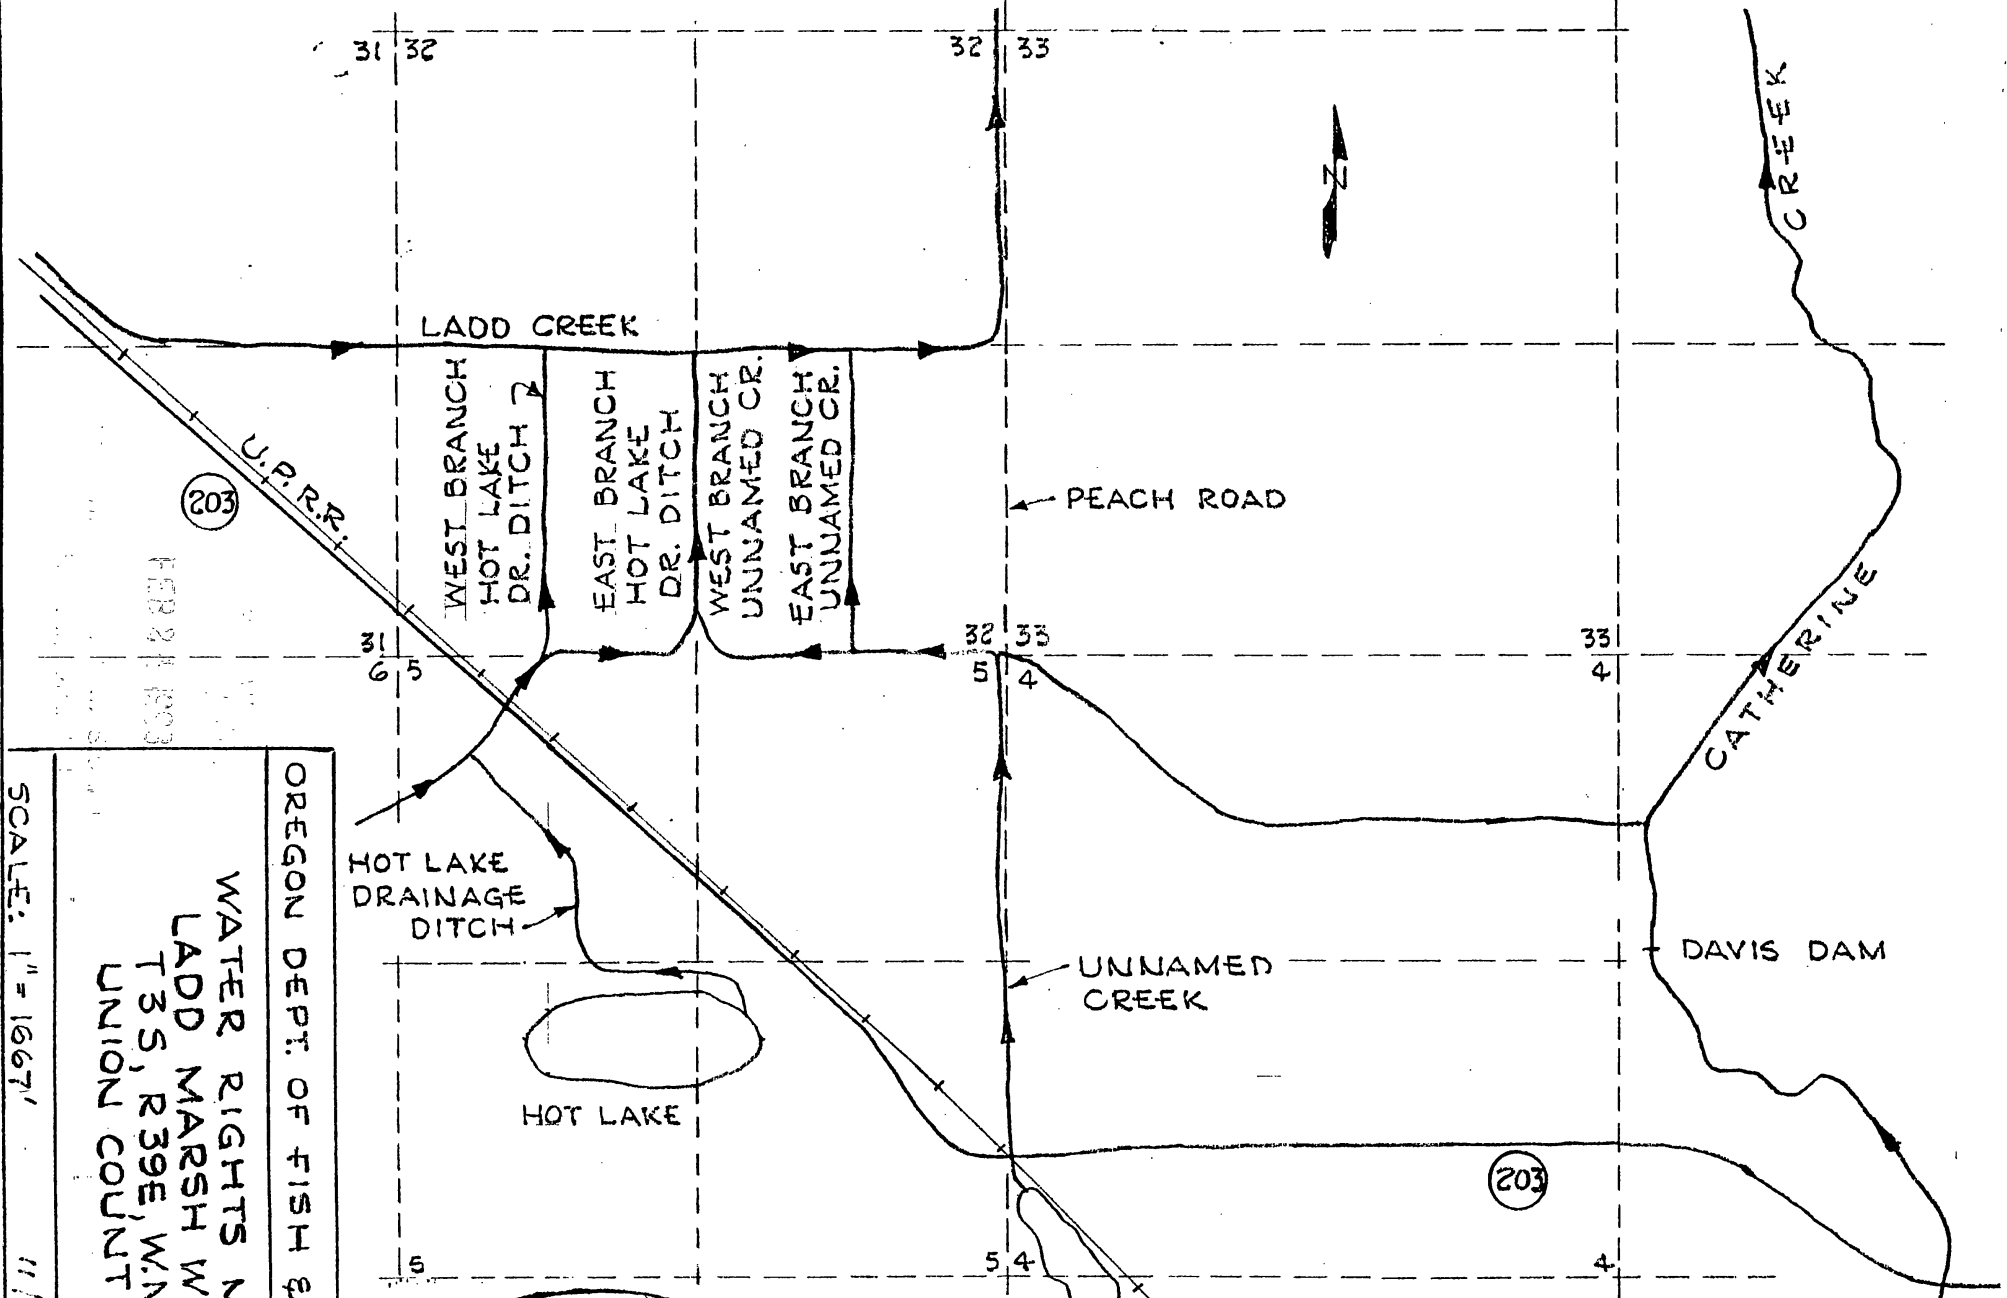 31 32
32 33
CREEK
N
LADD CREEK
WEST BRANCH
HOT LAKE
DR. DITCH
EAST BRANCH
HOT LAKE
DR. DITCH
WEST BRANCH
UNNAMED CR.
EAST BRANCH
UNNAMED CR.
U.P.R.R.
203
PEACH ROAD
CATHERINE
31
6 5
32 33
5 4
33
4
HOT LAKE
DRAINAGE
DITCH
HOT LAKE
UNNAMED
CREEK
DAVIS DAM
203
5
5 4
4
OREGON DEPT. OF FISH &
WATER RIGHTS
LADD MARSH W
T3S, R39E, W.
UNION COUNT
SCALE: 1" = 1667'